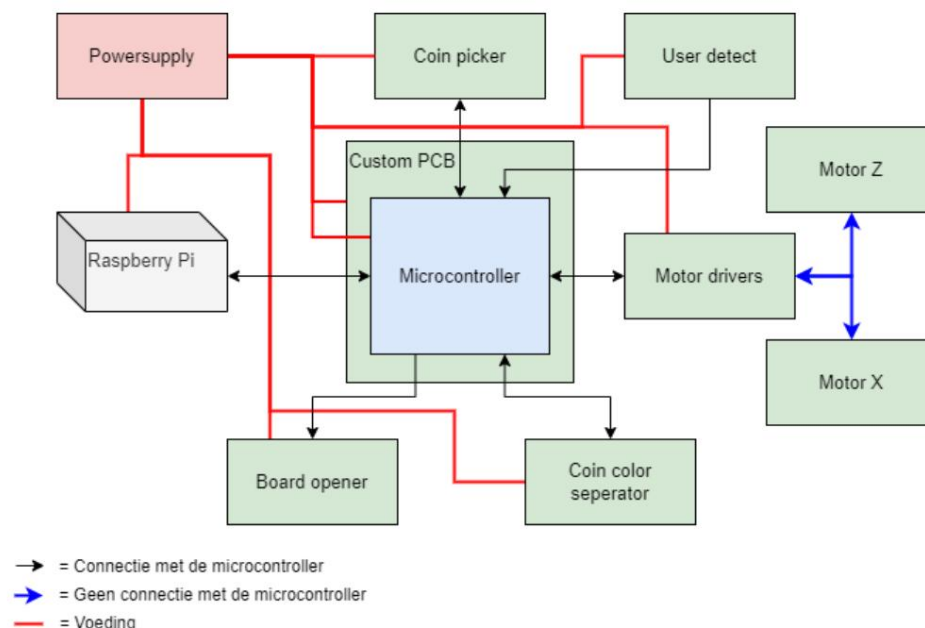 Powersupply
Coin picker
User detect
Custom PCB
Motor Z
Raspberry Pi
Microcontroller
Motor drivers
Motor X
Board opener
Coin color
seperator
= Connectie met de microcontroller
= Geen connectie met de microcontroller
= Voeding